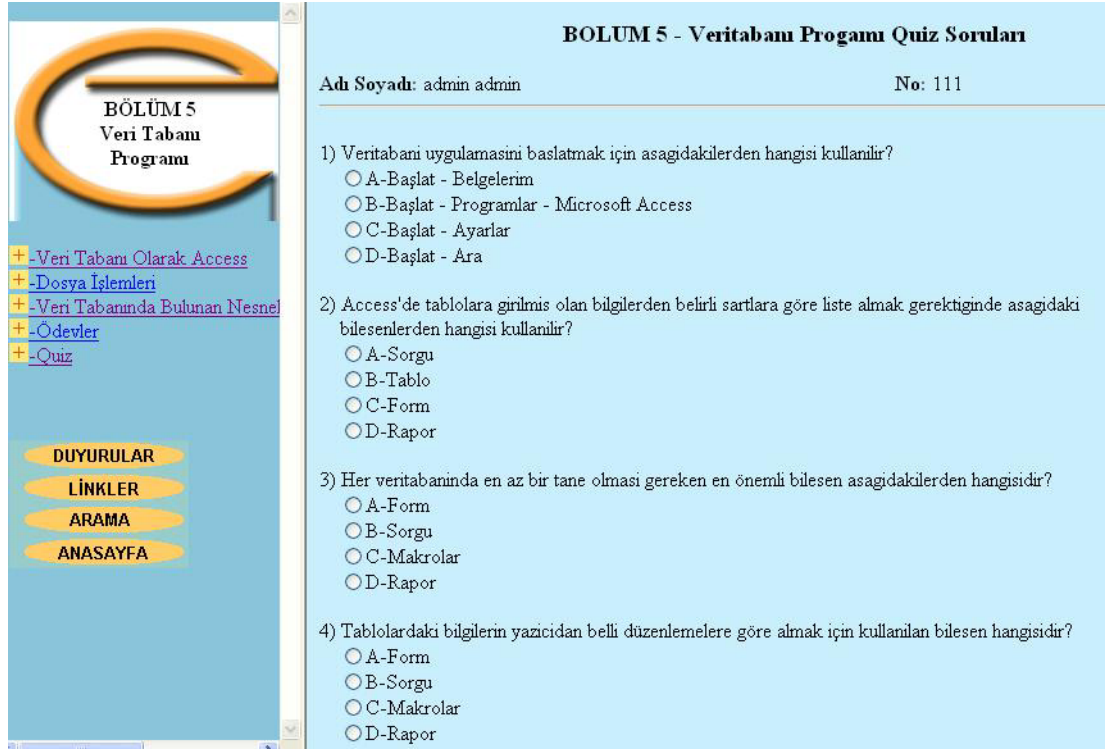 BÖLÜM 5
Veri Tabanı
Programı
+ -Veri Tabanı Olarak Access
+ -Dosya İşlemleri
+ -Veri Tabanında Bulunan Nesnel
+ -Ödevler
+ -Quiz
DUYURULAR
LİNKLER
ARAMA
ANASAYFA
BOLUM 5 - Veritabanı Progamı Quiz Soruları
Adı Soyadı: admin admin No: 111
1) Veritabani uygulamasini baslatmak için asagidakilerden hangisi kullanilir?
A-Başlat - Belgelerim
B-Başlat - Programlar - Microsoft Access
C-Başlat - Ayarlar
D-Başlat - Ara
2) Access'de tablolara girilmis olan bilgilerden belirli sartlara göre liste almak gerektiginde asagidaki
bilesenlerden hangisi kullanilir?
A-Sorgu
B-Tablo
C-Form
D-Rapor
3) Her veritabaninda en az bir tane olmasi gereken en önemli bilesen asagidakilerden hangisidir?
A-Form
B-Sorgu
C-Makrolar
D-Rapor
4) Tablolardaki bilgilerin yazicidan belli düzenlemelere göre almak için kullanilan bilesen hangisidir?
A-Form
B-Sorgu
C-Makrolar
D-Rapor